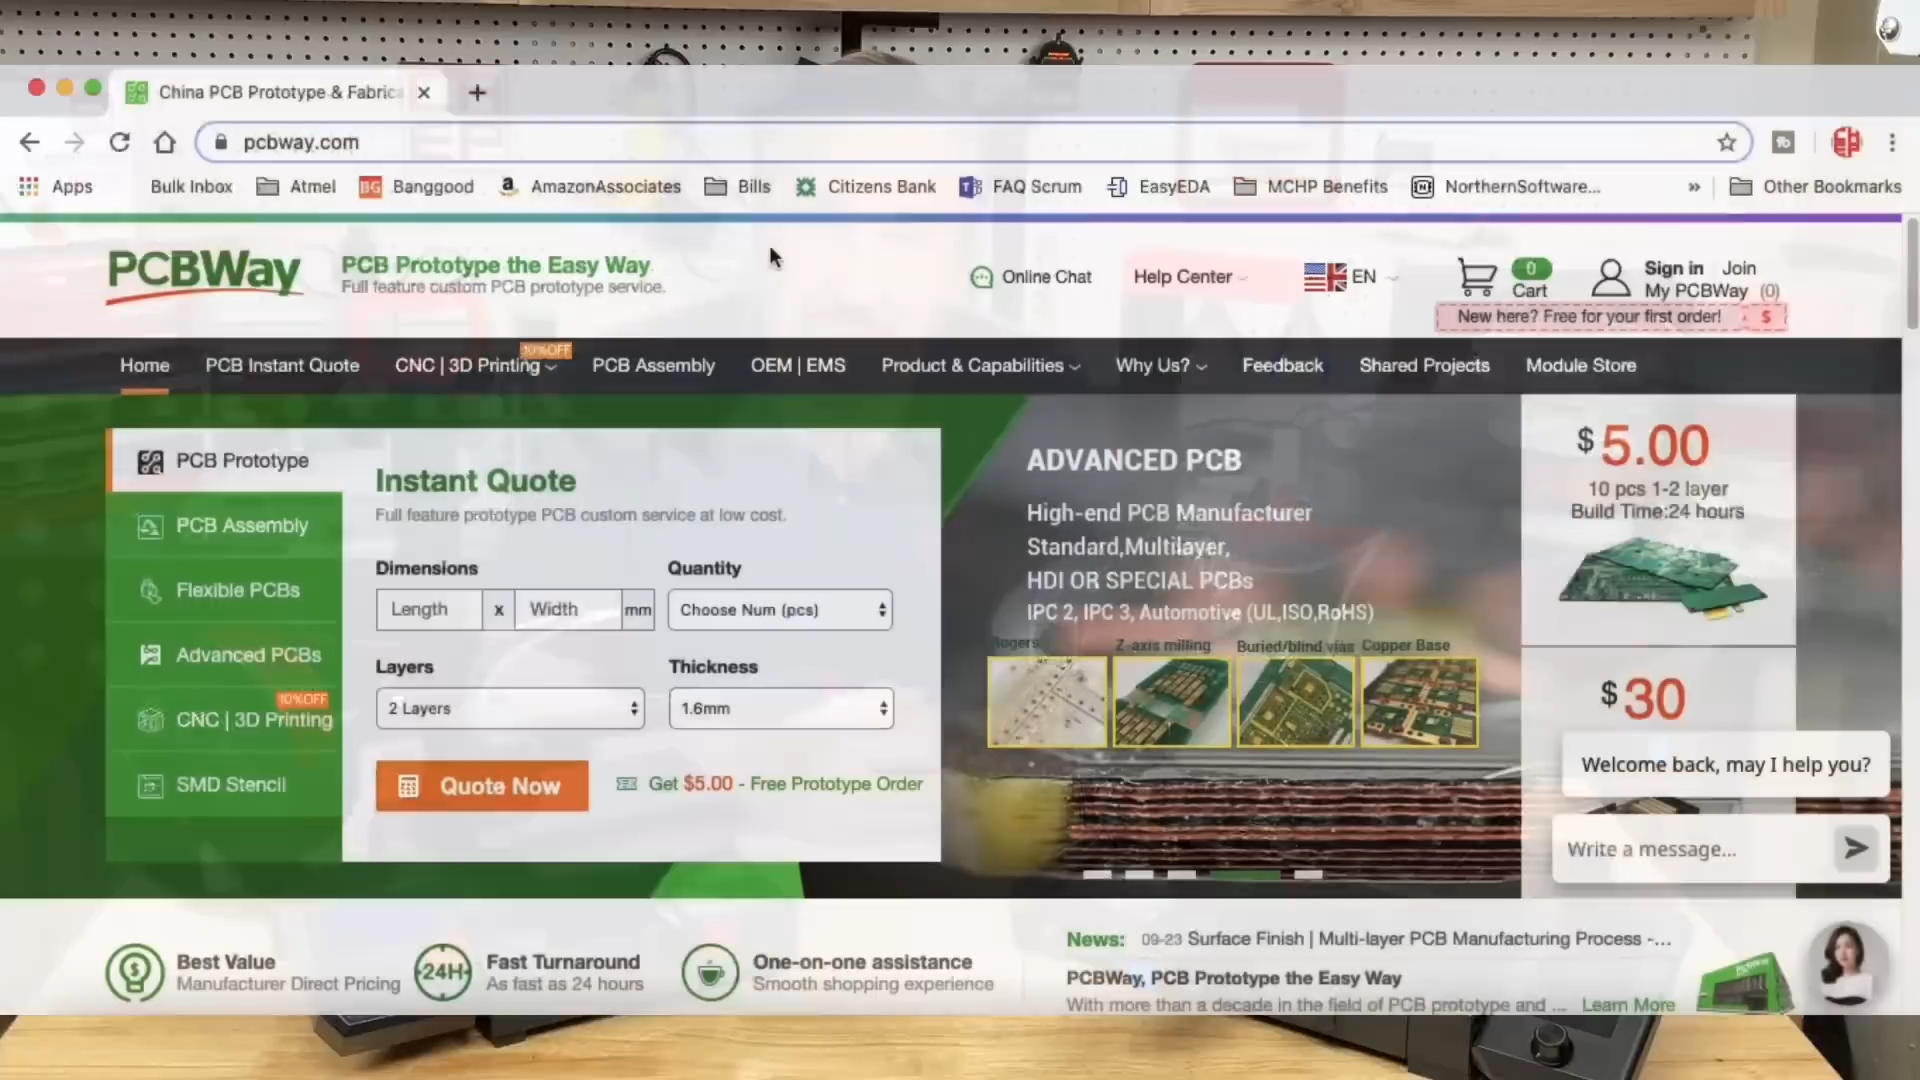 China PCB Prototype & Fabrica
pcbway.com
Apps
Bulk Inbox
Atmel
BG Banggood
AmazonAssociates
Bills
Citizens Bank
FAQ Scrum
EasyEDA
MCHP Benefits
NorthernSoftware...
»
Other Bookmarks
PCBWay
PCB Prototype the Easy Way
Full feature custom PCB prototype service.
Online Chat
Help Center
EN
0
Cart
Sign in Join
My PCBWay (0)
New here? Free for your first order! $
10%OFF
Home
PCB Instant Quote
CNC | 3D Printing
PCB Assembly
OEM | EMS
Product & Capabilities
Why Us?
Feedback
Shared Projects
Module Store
PCB Prototype
PCB Assembly
Flexible PCBs
Advanced PCBs
10%OFF
CNC | 3D Printing
SMD Stencil
Instant Quote
Full feature prototype PCB custom service at low cost.
Dimensions
Quantity
Length x Width mm
Choose Num (pcs)
Layers
Thickness
2 Layers
1.6mm
Quote Now
Get $5.00 - Free Prototype Order
ADVANCED PCB
High-end PCB Manufacturer
Standard,Multilayer,
HDI OR SPECIAL PCBs
IPC 2, IPC 3, Automotive (UL,ISO,RoHS)
Rogers
Z-axis milling
Buried/blind vias
Copper Base
$5.00
10 pcs 1-2 layer
Build Time:24 hours
$30
Welcome back, may I help you?
Write a message...
Best Value
Manufacturer Direct Pricing
24H
Fast Turnaround
As fast as 24 hours
One-on-one assistance
Smooth shopping experience
News: 09-23 Surface Finish | Multi-layer PCB Manufacturing Process -...
PCBWay, PCB Prototype the Easy Way
With more than a decade in the field of PCB prototype and ... Learn More